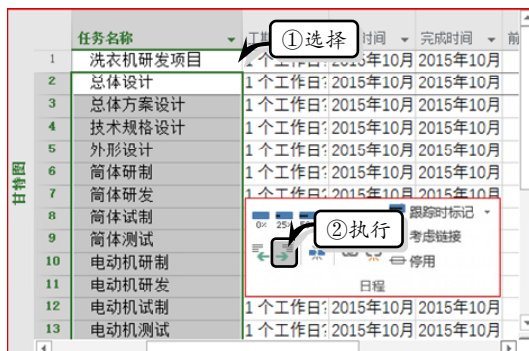 任务名称 工 时间 完成时间 前
①选择
1 洗衣机研发项目 1 个工作日? 2015年10月 2015年10月
2 总体设计 1 个工作日? 2015年10月 2015年10月
3 总体方案设计 1 个工作日? 2015年10月 2015年10月
4 技术规格设计 1 个工作日? 2015年10月 2015年10月
5 外形设计 1 个工作日? 2015年10月 2015年10月
6 筒体研制 1 个工作日? 2015年10月 2015年10月
7 筒体研发 1 个工作日? 2015年10月 2015年10月
8 筒体试制
9 筒体测试
10 电动机研制
11 电动机研发
12 电动机试制 1 个工作日? 2015年10月 2015年10月
13 电动机测试 1 个工作日? 2015年10月 2015年10月
甘特图
0% 25% 跟踪时标记
②执行
考虑链接
停用
日程